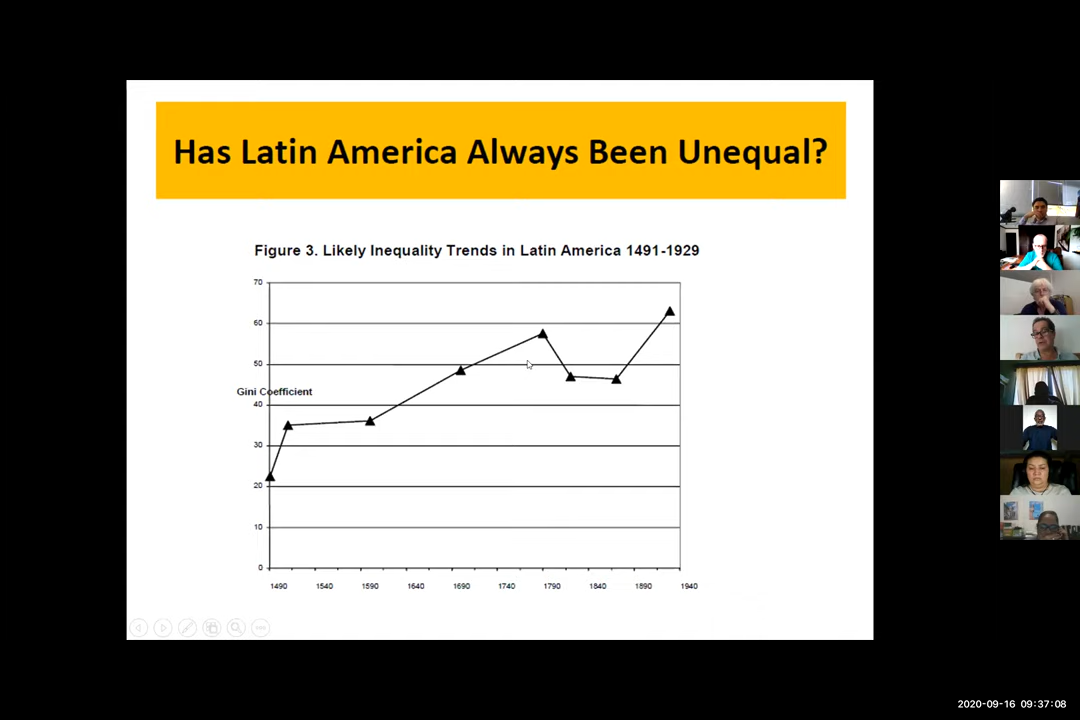 Has Latin America Always Been Unequal?
Figure 3. Likely Inequality Trends in Latin America 1491-1929
70
60
50
Gini Coefficient
40
30
20
10
0
1490 1540 1590 1640 1690 1740 1790 1840 1890 1940
2020-09-16 09:37:08